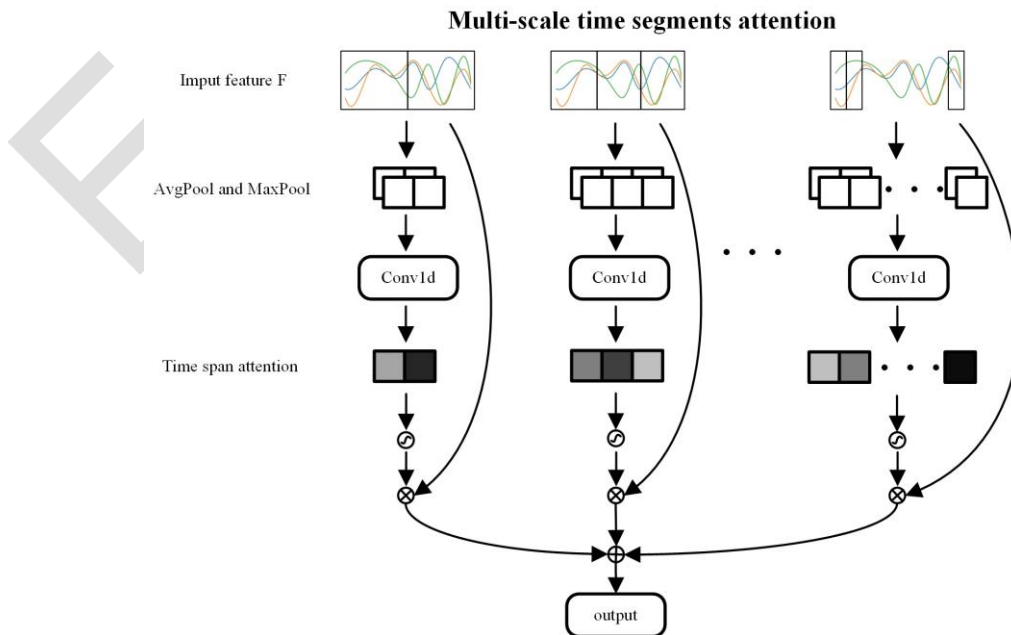 Multi-scale time segments attention
Imput feature F
AvgPool and MaxPool
Conv1d
Conv1d
Conv1d
Time span attention
output